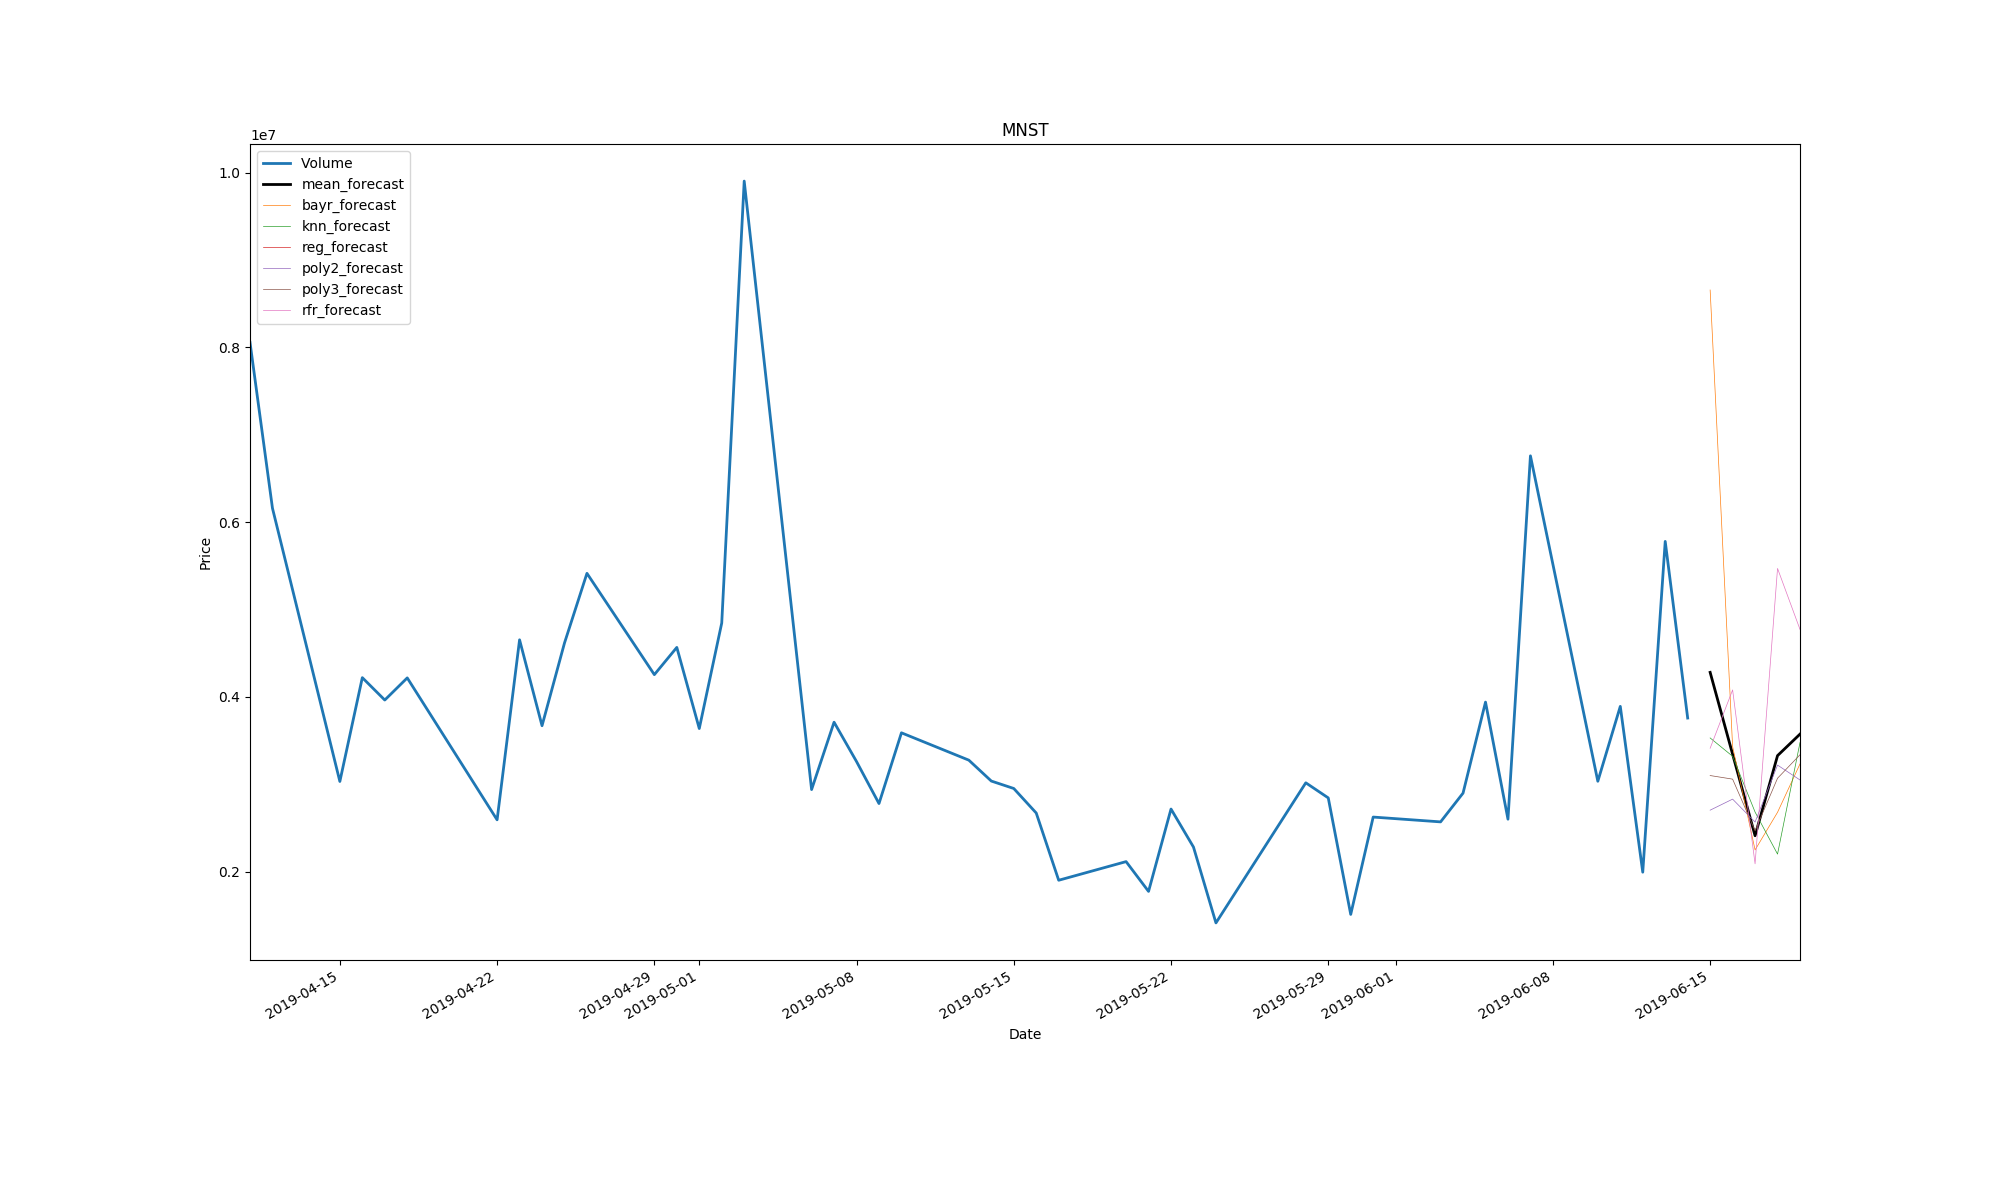 MNST
1e7
1.0
0.8
0.6
0.4
0.2
Price
Volume
mean_forecast
bayr_forecast
knn_forecast
reg_forecast
poly2_forecast
poly3_forecast
rfr_forecast
2019-04-15
2019-04-22
2019-04-29
2019-05-01
2019-05-08
2019-05-15
2019-05-22
2019-05-29
2019-06-01
2019-06-08
2019-06-15
Date